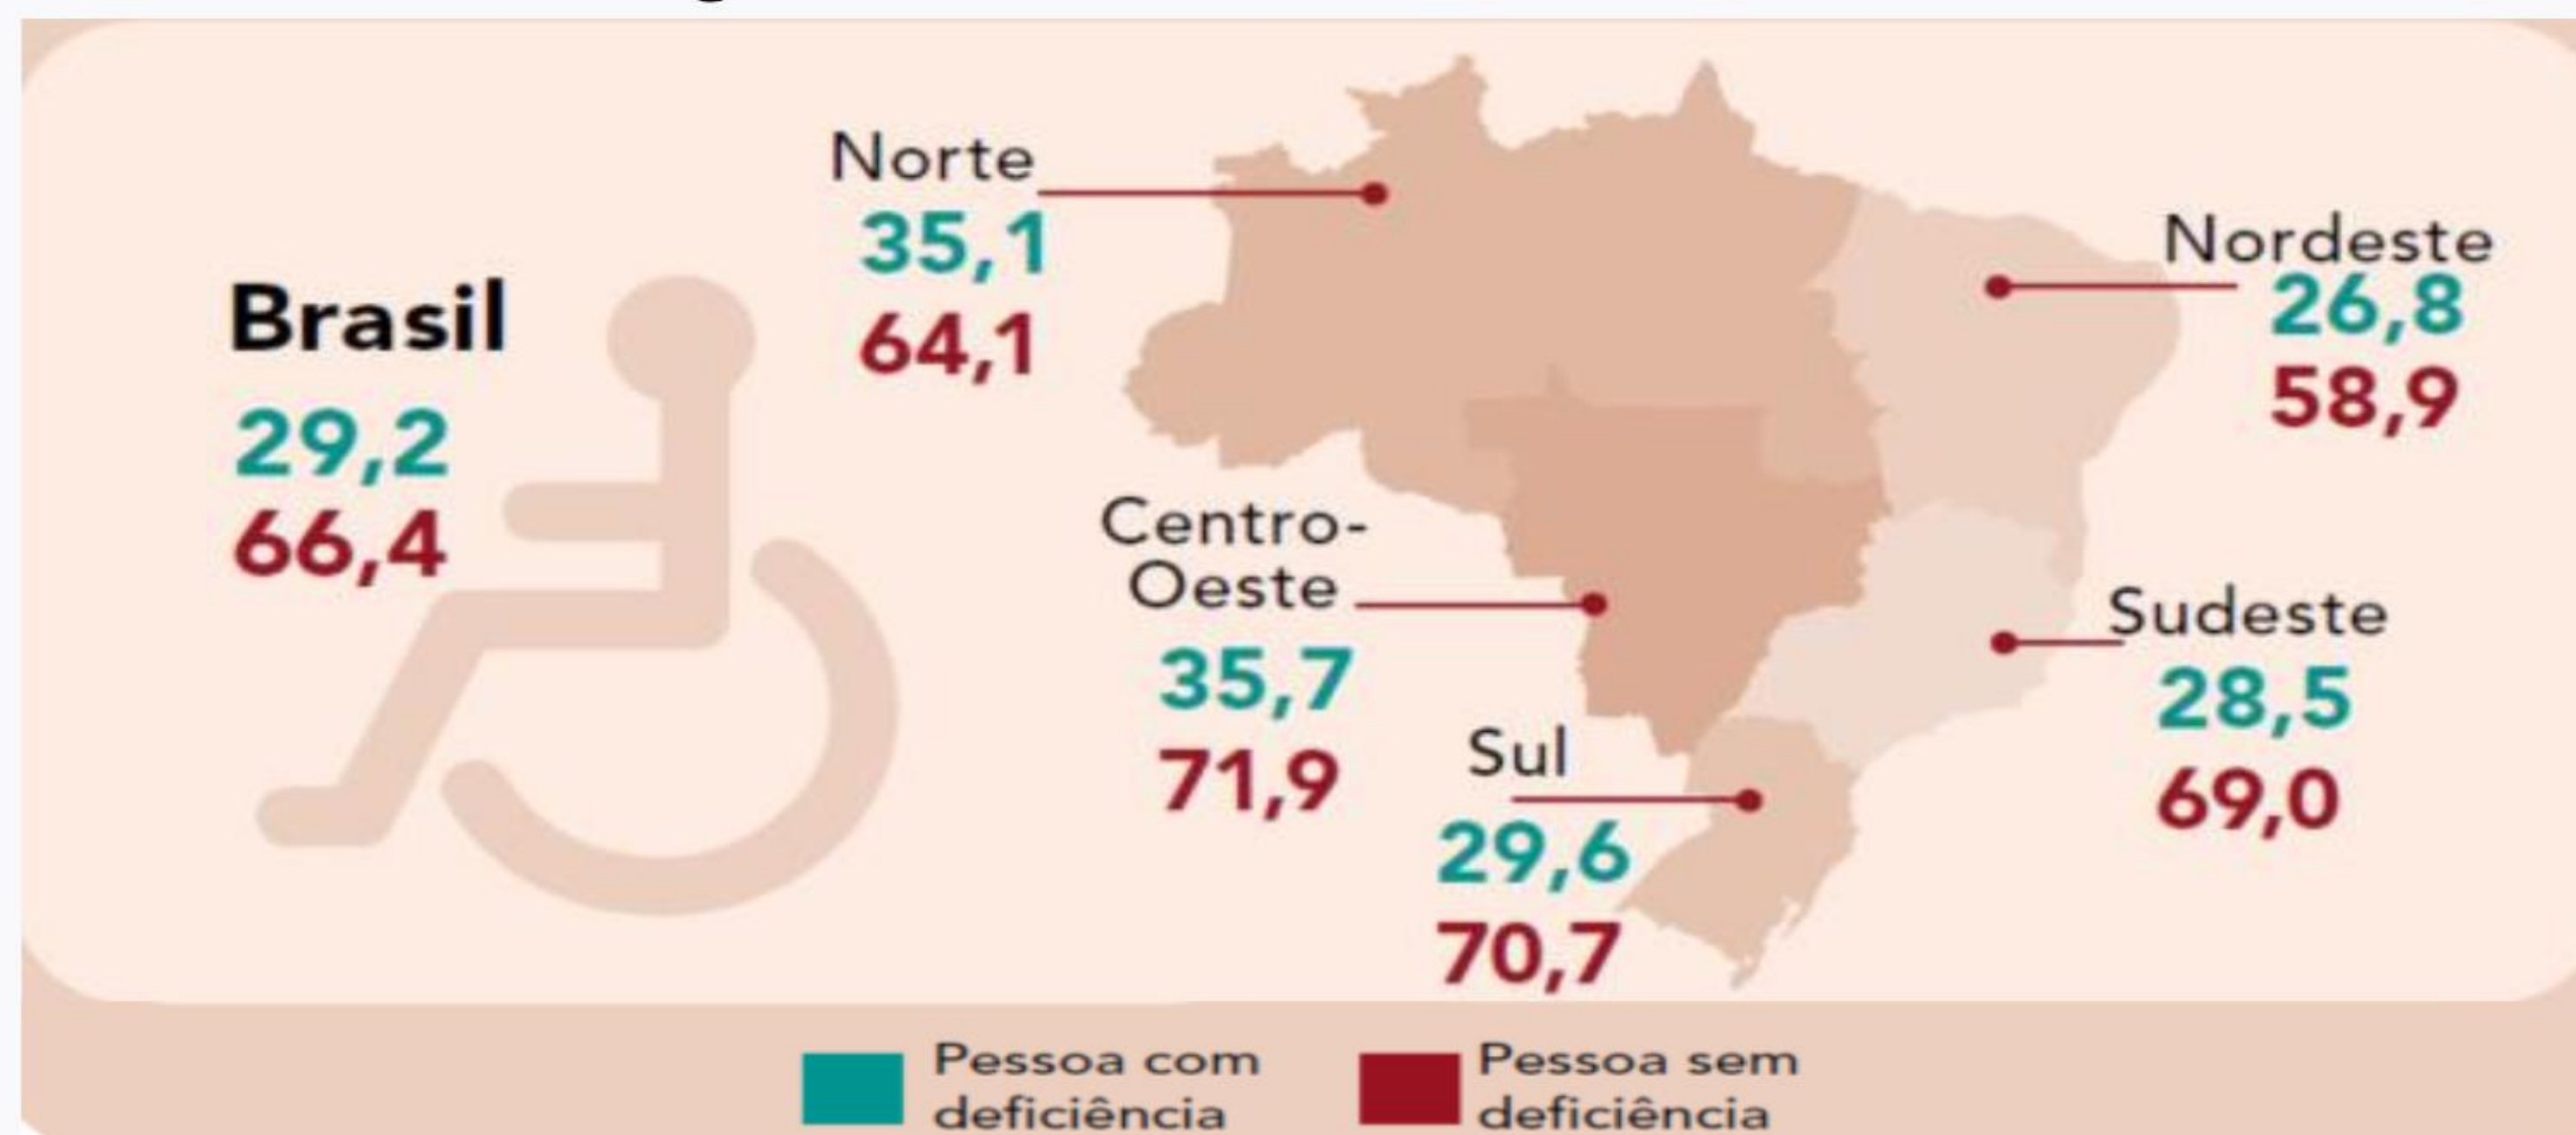 Brasil
29,2
66,4
Norte
35,1
64,1
Nordeste
26,8
58,9
Centro-
Oeste
35,7
71,9
Sudeste
28,5
69,0
Sul
29,6
70,7
Pessoa com
deficiência
Pessoa sem
deficiência